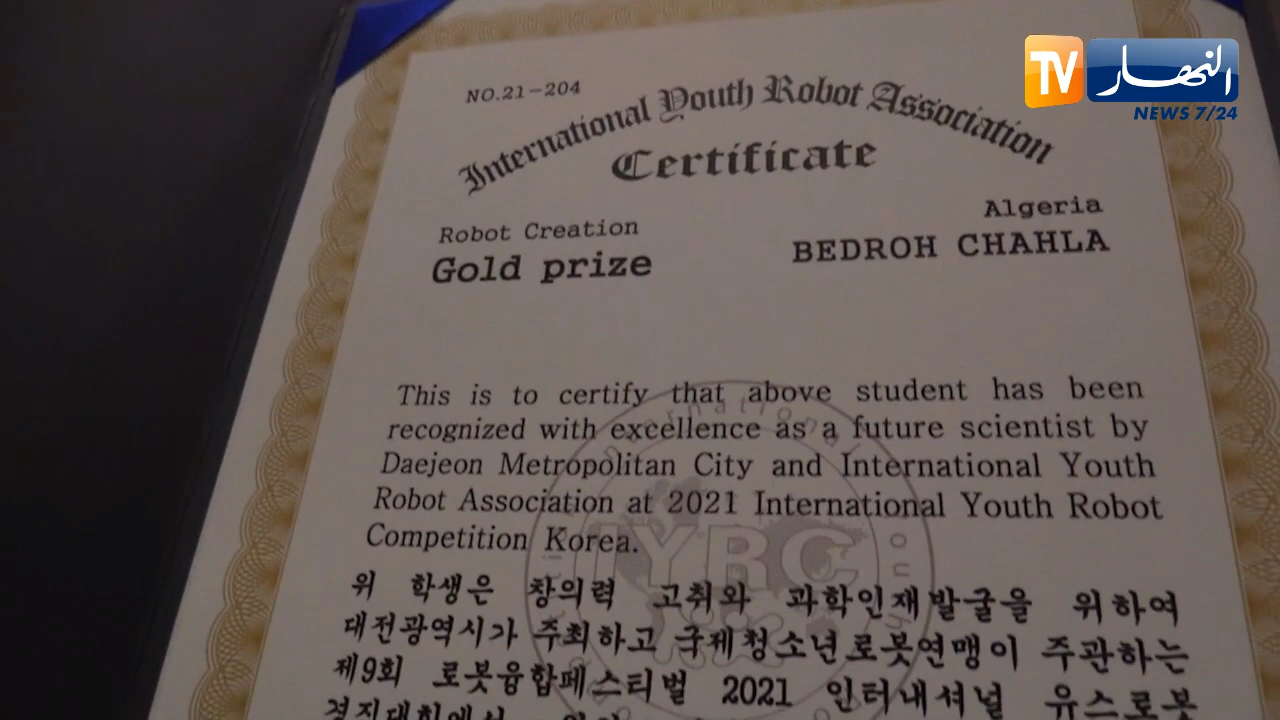 TV النهار
NEWS 7/24
NO.21-204
International Youth Robot Association
Certificate
Robot Creation
Gold prize
Algeria
BEDROH CHAHLA
This is to certify that above student has been
recognized with excellence as a future scientist by
Daejeon Metropolitan City and International Youth
Robot Association at 2021 International Youth Robot
Competition Korea.
IYRC
위 학생은 창의력 고취와 과학인재발굴을 위하여
대전광역시가 주최하고 국제청소년로봇연맹이 주관하는
제9회 로봇융합페스티벌 2021 인터내셔널 유스로봇